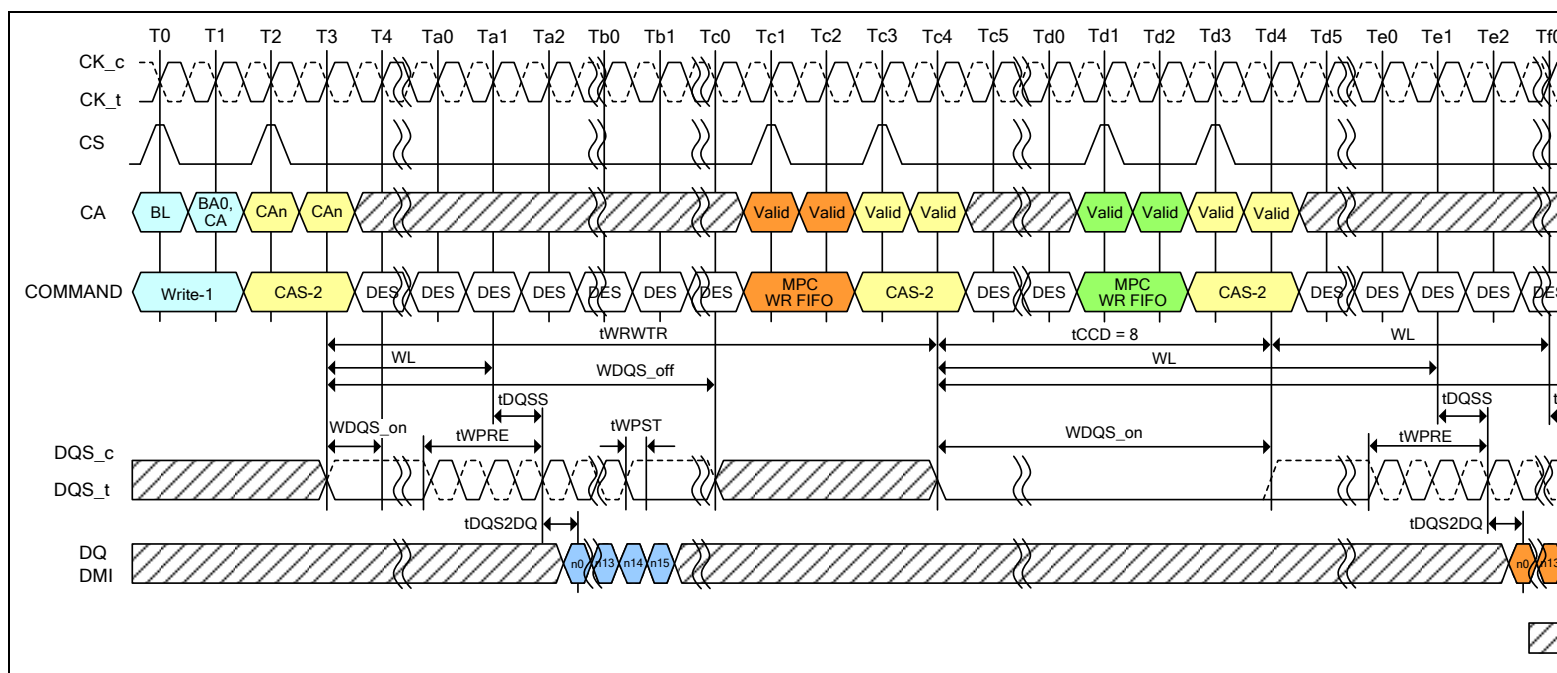 T0 T1 T2 T3 T4 Ta0 Ta1 Ta2 Tb0 Tb1 Tc0 Tc1 Tc2 Tc3 Tc4 Tc5 Td0 Td1 Td2 Td3 Td4 Td5 Te0 Te1 Te2 Tf0
CK_c
CK_t
CS
CA BL BA0, CA CAn CAn Valid Valid Valid Valid Valid Valid Valid Valid
COMMAND Write-1 CAS-2 DES DES DES DES DES DES DES MPC WR FIFO CAS-2 DES DES MPC WR FIFO CAS-2 DES DES DES DES DES
tWRWTR tCCD = 8 WL
WL WL
WDQS_off
tDQSS tDQSS t
WDQS_on tWPRE tWPST WDQS_on tWPRE
DQS_c
DQS_t
tDQS2DQ tDQS2DQ
DQ
DMI n0 n13 n14 n15 n0 n13